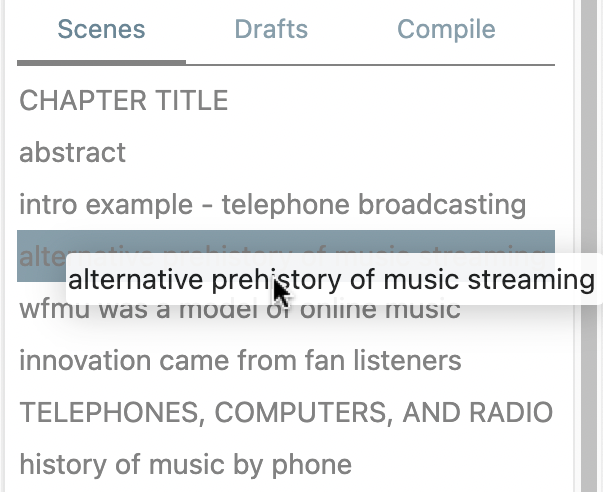 Scenes Drafts Compile
CHAPTER TITLE
abstract
intro example - telephone broadcasting
alternative prehistory of music streaming
alternative prehistory of music streaming
wfmu was a model of online music
innovation came from fan listeners
TELEPHONES, COMPUTERS, AND RADIO
history of music by phone